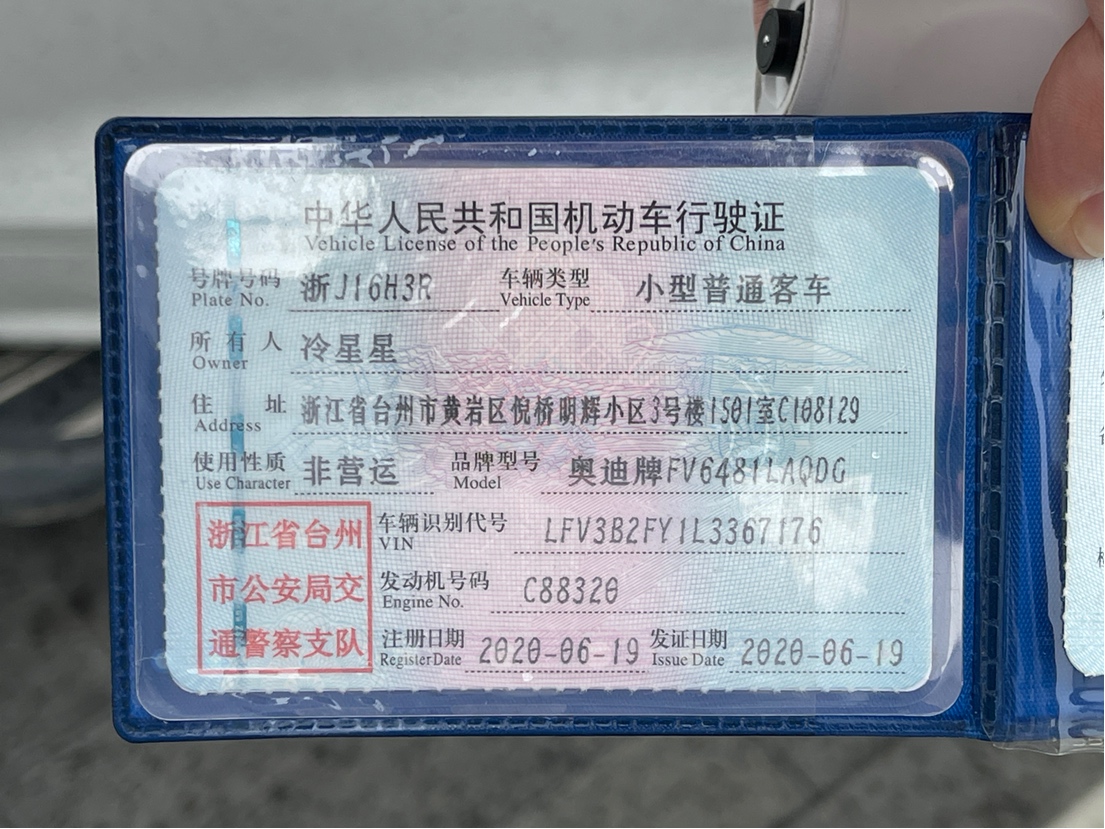 中华人民共和国机动车行驶证
Vehicle License of the People's Republic of China
号牌号码 浙J16H3R 车辆类型 小型普通客车
Plate No. Vehicle Type
所有人 冷星星
Owner
住址 浙江省台州市黄岩区倪桥明辉小区3号楼1501室C108129
Address
使用性质 非营运 品牌型号 奥迪牌FV6481LAQDG
Use Character Model
浙江省台州
市公安局交
通警察支队
车辆识别代号 LFV3B2FY1L3367176
VIN
发动机号码 C88320
Engine No.
注册日期 2020-06-19 发证日期 2020-06-19
Register Date Issue Date